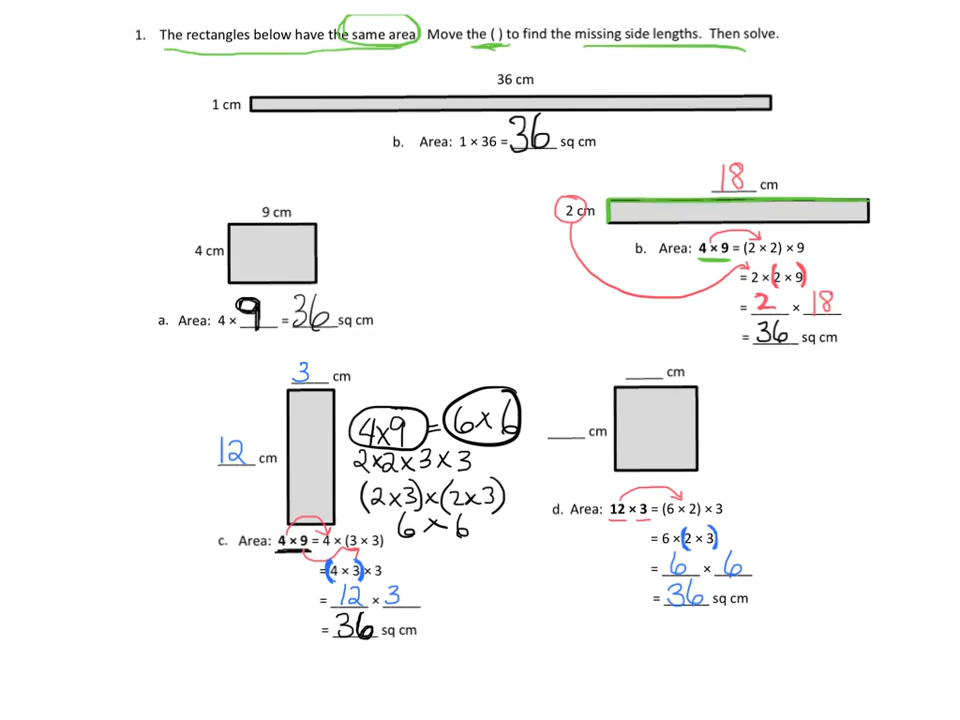 1. The rectangles below have the same area. Move the ( ) to find the missing side lengths. Then solve.
36 cm
1 cm
b. Area: 1 × 36 = 36 sq cm
18 cm
2 cm
9 cm
4 cm
b. Area: 4 × 9 = (2 × 2) × 9
= 2 × (2 × 9)
= 2 × 18
= 36 sq cm
a. Area: 4 × 9 = 36 sq cm
3 cm
12 cm
4x9 = 6x6
2x2x3x3
(2x3)x(2x3)
6x6
c. Area: 4 × 9 = 4 × (3 × 3)
= (4 × 3) × 3
= 12 × 3
= 36 sq cm
___ cm
___ cm
d. Area: 12 × 3 = (6 × 2) × 3
= 6 × (2 × 3)
= 6 × 6
= 36 sq cm